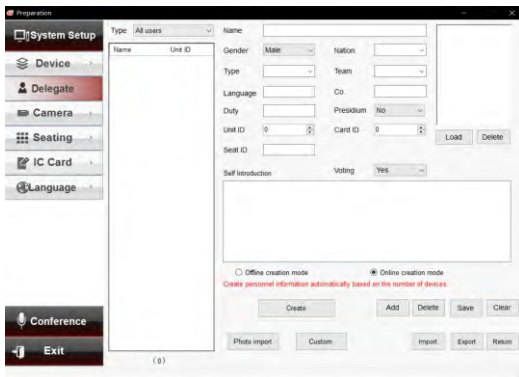 Preparation
System Setup
Device
Delegate
Camera
Seating
IC Card
Language
Conference
Exit
Type All users
Name Unit ID
( 0 )
Name
Gender Male Nation
Type Team
Language Co.
Duty Presidium No
Unit ID 0 Card ID 0
Load Delete
Seat ID
Self Introduction Voting Yes
Offline creation mode Online creation mode
Create personnel information automatically based on the number of devices.
Create Add Delete Save Clear
Photo import Custom Import Export Return